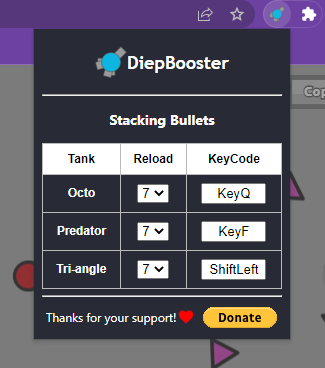 DiepBooster
Stacking Bullets
Tank Reload KeyCode
Octo 7 KeyQ
Predator 7 KeyF
Tri-angle 7 ShiftLeft
Thanks for your support! Donate
Cop